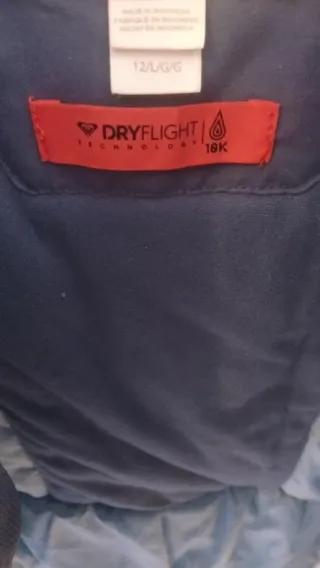 MADE IN INDONESIA
12/L/G/G
DRYFLIGHT
TECHNOLOGY
10K